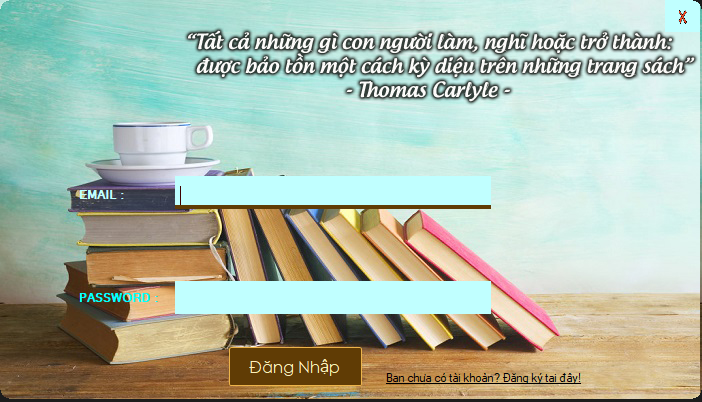 X
“Tất cả những gì con người làm, nghĩ hoặc trở thành:
được bảo tồn một cách kỳ diệu trên những trang sách”
- Thomas Carlyle -
EMAIL :
PASSWORD :
Đăng Nhập
Bạn chưa có tài khoản? Đăng ký tại đây!